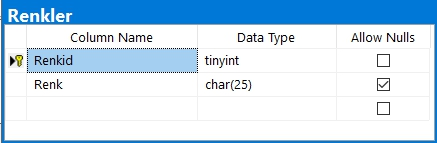 Renkler
Column Name Data Type Allow Nulls
Renkid tinyint
Renk char(25)